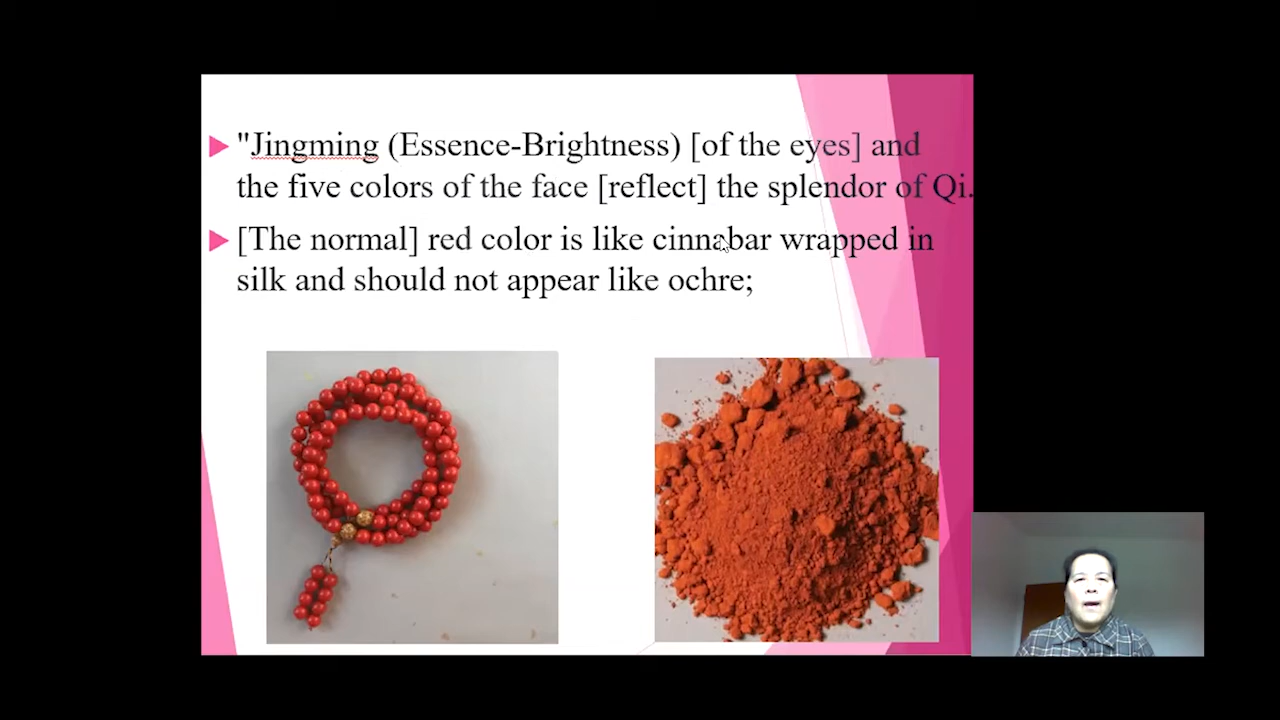 "Jingming (Essence-Brightness) [of the eyes] and
the five colors of the face [reflect] the splendor of Qi.
[The normal] red color is like cinnabar wrapped in
silk and should not appear like ochre;